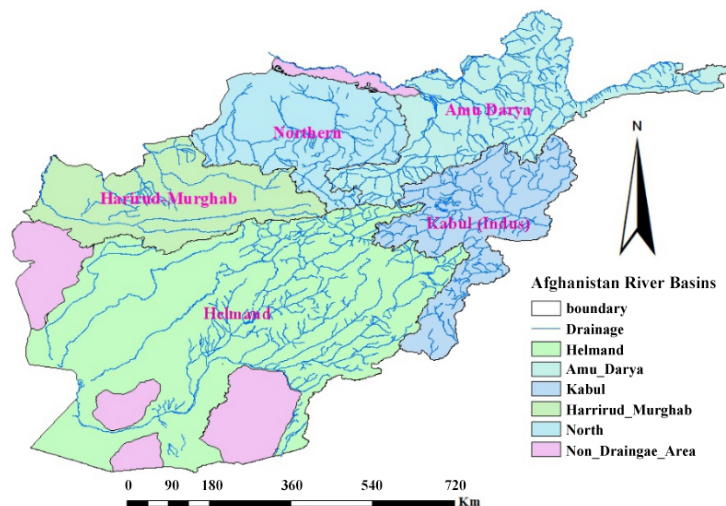 Amu Darya
Northern
N
Harirud-Murghab
Kabul (Indus)
Helmand
Afghanistan River Basins
boundary
Drainage
Helmand
Amu_Darya
Kabul
Harrirud_Murghab
North
Non_Draingae_Area
0 90 180 360 540 720
Km